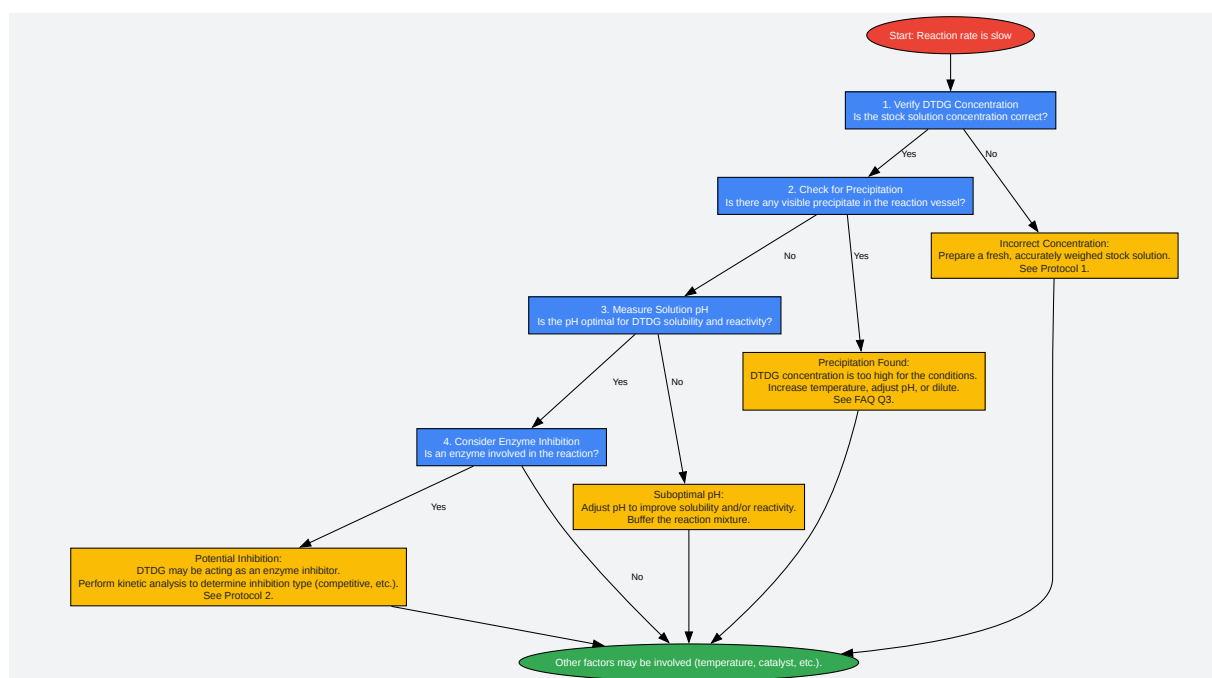 Start: Reaction rate is slow
1. Verify DTDG Concentration
Is the stock solution concentration correct?
Yes
No
2. Check for Precipitation
Is there any visible precipitate in the reaction vessel?
Incorrect Concentration:
Prepare a fresh, accurately weighed stock solution.
See Protocol 1.
No
Yes
3. Measure Solution pH
Is the pH optimal for DTDG solubility and reactivity?
Precipitation Found:
DTDG concentration is too high for the conditions.
Increase temperature, adjust pH, or dilute.
See FAQ Q3.
Yes
No
4. Consider Enzyme Inhibition
Is an enzyme involved in the reaction?
Suboptimal pH:
Adjust pH to improve solubility and/or reactivity.
Buffer the reaction mixture.
Yes
Potential Inhibition:
DTDG may be acting as an enzyme inhibitor.
Perform kinetic analysis to determine inhibition type (competitive, etc.).
See Protocol 2.
No
Other factors may be involved (temperature, catalyst, etc.).